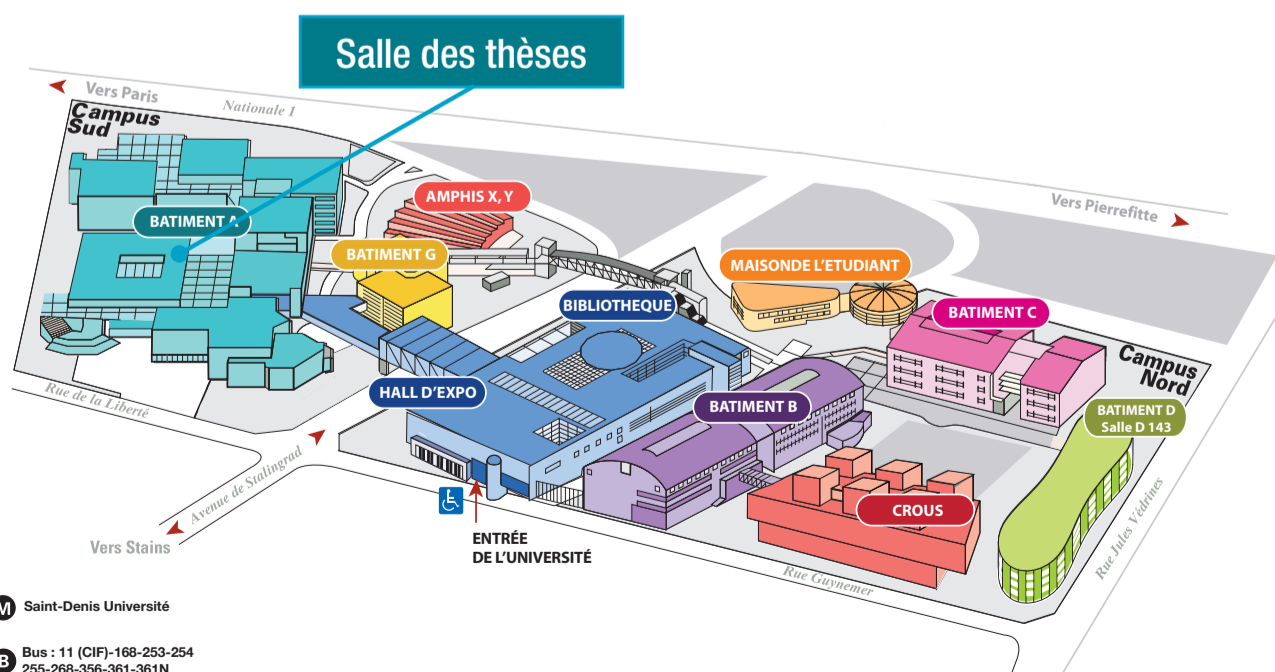 Salle des thèses
Vers Paris
Nationale 1
Campus
Sud
AMPHIS X, Y
Vers Pierrefitte
BATIMENT A
BATIMENT G
MAISONDE L'ETUDIANT
BIBLIOTHEQUE
BATIMENT C
Campus
Nord
HALL D'EXPO
Rue de la Liberté
BATIMENT B
BATIMENT D
Salle D 143
Avenue de Stalingrad
CROUS
Rue Jules Védrines
Vers Stains
ENTRÉE
DE L'UNIVERSITÉ
Rue Guynemer
M Saint-Denis Université
B Bus : 11 (CIF)-168-253-254
255-268-356-361-361N